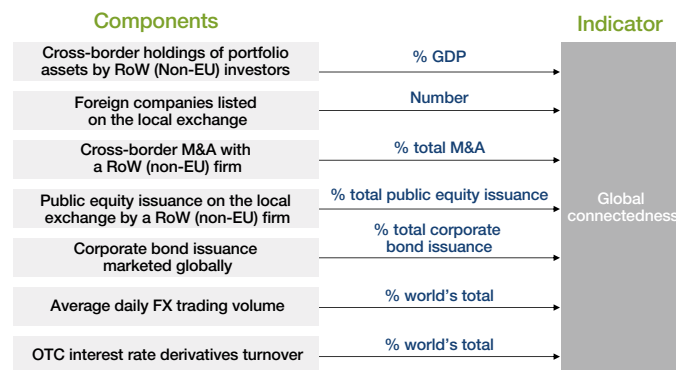 Components
Indicator
Cross-border holdings of portfolio
assets by RoW (Non-EU) investors
% GDP
Foreign companies listed
on the local exchange
Number
Cross-border M&A with
a RoW (non-EU) firm
% total M&A
Public equity issuance on the local
exchange by a RoW (non-EU) firm
% total public equity issuance
Corporate bond issuance
marketed globally
% total corporate
bond issuance
Average daily FX trading volume
% world's total
OTC interest rate derivatives turnover
% world's total
Global
connectedness